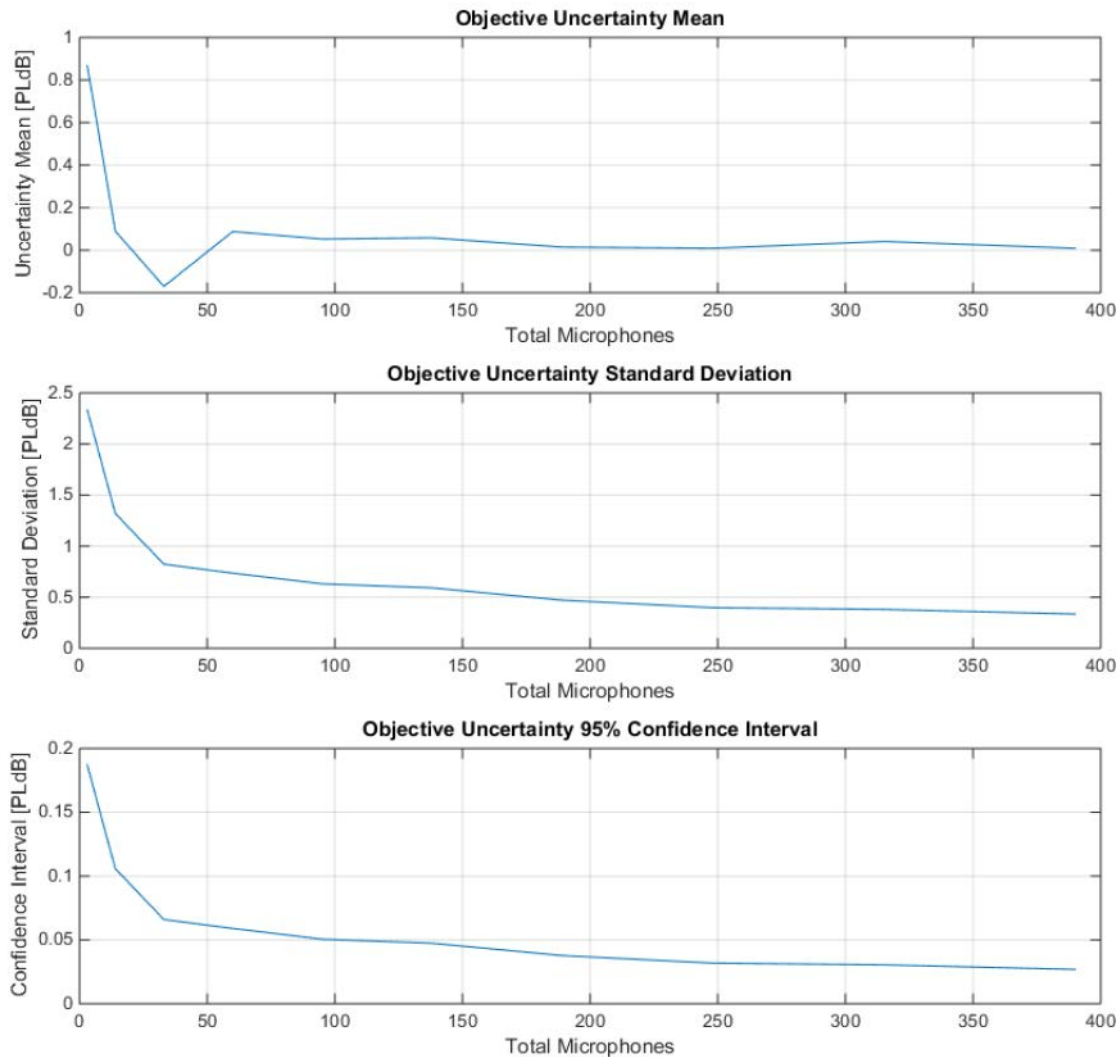 Objective Uncertainty Mean
Uncertainty Mean [PLdB]
1
0.8
0.6
0.4
0.2
0
-0.2
0 50 100 150 200 250 300 350 400
Total Microphones
Objective Uncertainty Standard Deviation
Standard Deviation [PLdB]
2.5
2
1.5
1
0.5
0
0 50 100 150 200 250 300 350 400
Total Microphones
Objective Uncertainty 95% Confidence Interval
Confidence Interval [PLdB]
0.2
0.15
0.1
0.05
0
0 50 100 150 200 250 300 350 400
Total Microphones